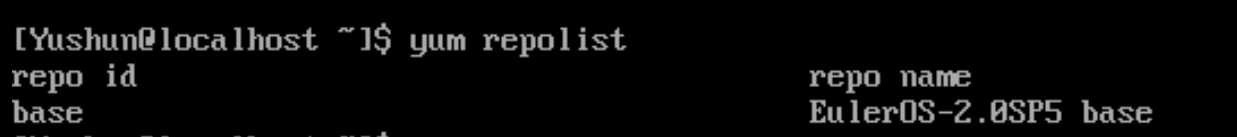 [Yushun@localhost ~]$ yum repolist
repo id repo name
base EulerOS-2.0SP5 base